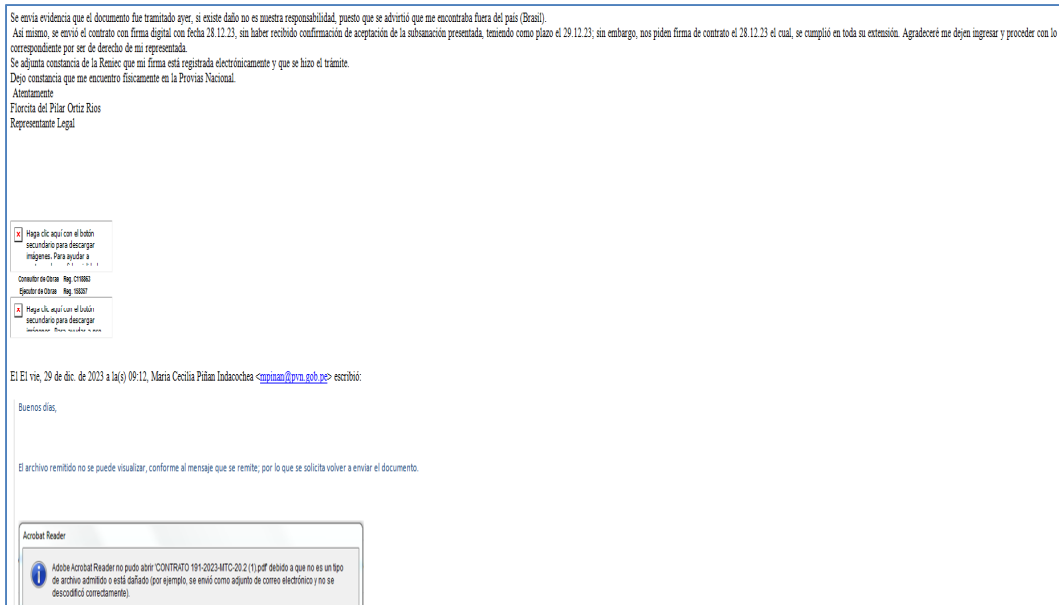 Se envía evidencia que el documento fue tramitado ayer, si existe daño no es nuestra responsabilidad, puesto que se advirtió que me encontraba fuera del país (Brasil).
Así mismo, se envió el contrato con firma digital con fecha 28.12.23, sin haber recibido confirmación de aceptación de la subsanación presentada, teniendo como plazo el 29.12.23; sin embargo, nos piden firma de contrato el 28.12.23 el cual, se cumplió en toda su extensión. Agradeceré me dejen ingresar y proceder con lo
correspondiente por ser de derecho de mi representada.
Se adjunta constancia de la Reniec que mi firma está registrada electrónicamente y que se hizo el trámite.
Dejo constancia que me encuentro físicamente en la Provias Nacional.
Atentamente
Florcita del Pilar Ortiz Rios
Representante Legal
Haga clic aquí con el botón
secundario para descargar
imágenes. Para ayudar a
Consultor de Obras Reg. C118863
Ejecutor de Obras Reg. 158357
Haga clic aquí con el botón
secundario para descargar
imágenes. Para ayudar a
El El vie, 29 de dic. de 2023 a la(s) 09:12, Maria Cecilia Piñan Indacochea <mpinan@pvn.gob.pe> escribió:
Buenos días,
El archivo remitido no se puede visualizar, conforme al mensaje que se remite; por lo que se solicita volver a enviar el documento.
Acrobat Reader
Adobe Acrobat Reader no pudo abrir 'CONTRATO 191-2023-MTC-20.2 (1).pdf' debido a que no es un tipo
de archivo admitido o está dañado (por ejemplo, se envió como adjunto de correo electrónico y no se
descodificó correctamente).